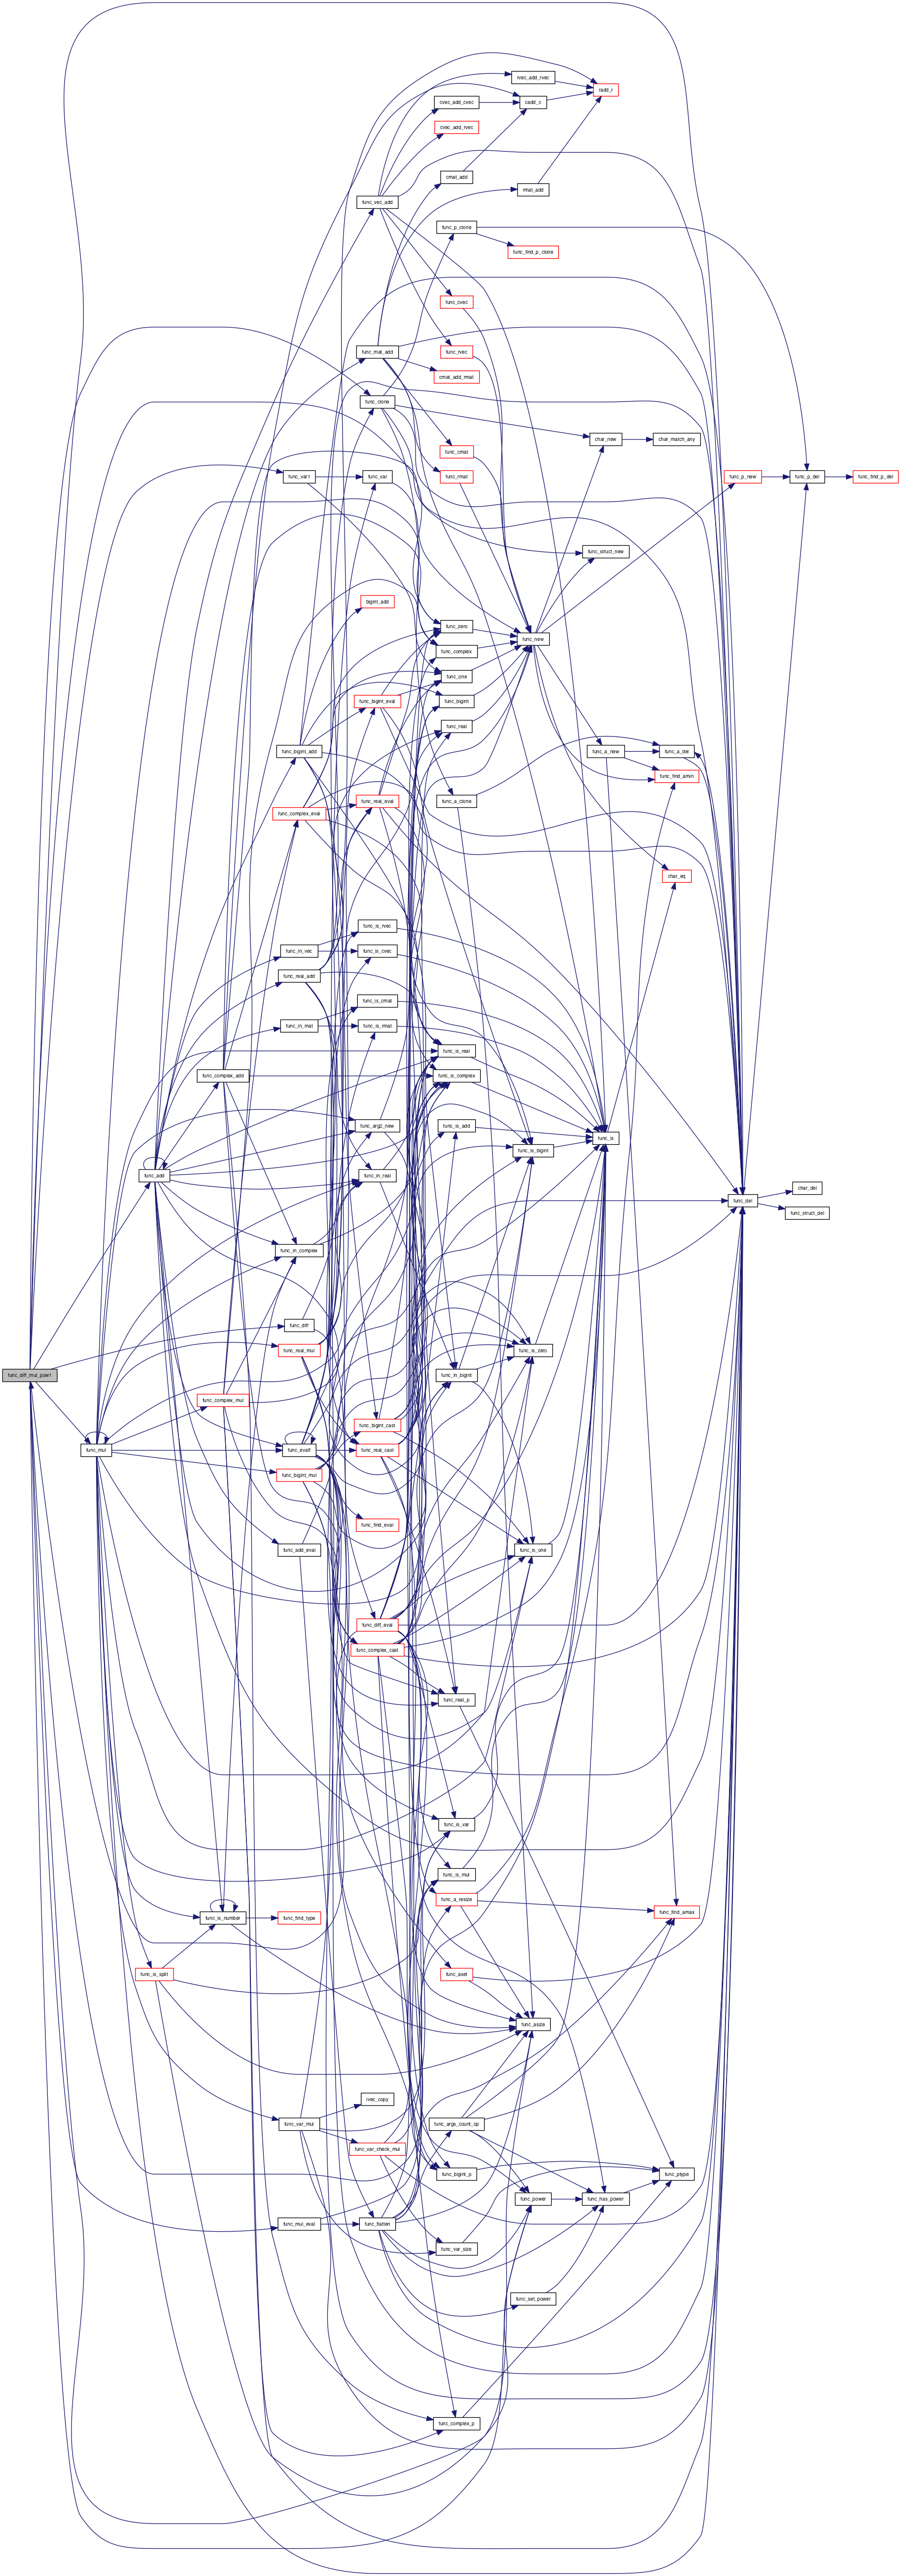 rvec_add_rvec
radd_r
cvec_add_cvec
cadd_c
cvec_add_rvec
cmat_add
rmat_add
func_vec_add
func_p_clone
func_find_p_clone
func_cvec
func_mat_add
func_rvec
cmat_add_rmat
func_clone
char_new
char_match_any
func_cmat
func_var1
func_var
func_rmat
func_p_new
func_p_del
func_find_p_del
func_struct_new
bigint_add
func_zero
func_new
func_complex
func_one
func_bigint_eval
func_bigint
func_real
func_bigint_add
func_a_new
func_a_del
func_find_amin
func_real_eval
func_a_clone
func_complex_eval
char_eq
func_is_rvec
func_in_vec
func_is_cvec
func_real_add
func_is_cmat
func_in_mat
func_is_rmat
func_is_real
func_complex_add
func_is_complex
func_arg2_new
func_is_add
func_is
func_is_bigint
func_add
func_in_real
char_del
func_del
func_struct_del
func_in_complex
func_diff
func_real_mul
func_is_zero
func_diff_mul_pow1
func_in_bigint
func_complex_mul
func_bigint_cast
func_mul
func_evalf
func_real_cast
func_bigint_mul
func_find_eval
func_add_eval
func_is_one
func_diff_eval
func_complex_cast
func_real_p
func_is_var
func_is_mul
func_a_resize
func_is_number
func_find_type
func_find_amax
func_is_split
func_aset
func_asize
ivec_copy
func_var_mul
func_args_count_op
func_var_check_mul
func_bigint_p
func_ptype
func_power
func_has_power
func_mul_eval
func_flatten
func_var_size
func_set_power
func_complex_p